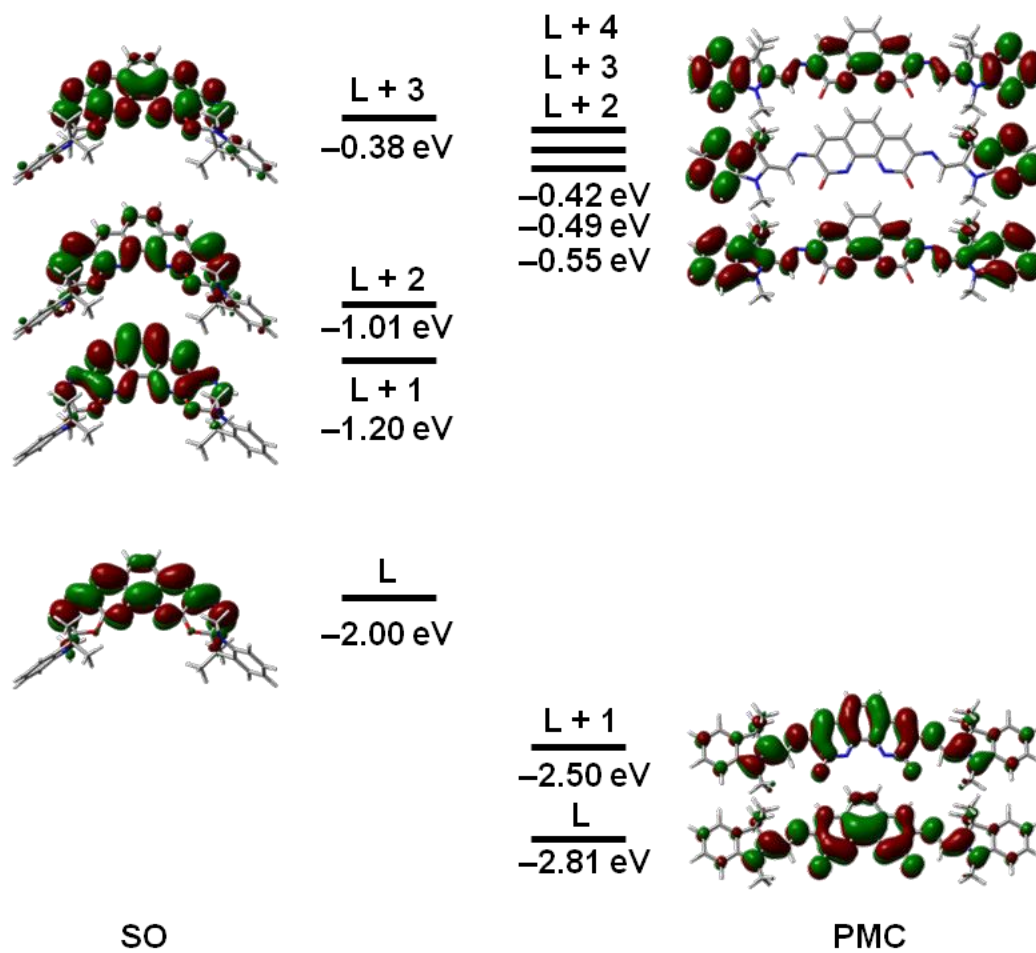 L + 3
–0.38 eV
L + 2
–1.01 eV
L + 1
–1.20 eV
L
–2.00 eV
SO
L + 4
L + 3
L + 2
–0.42 eV
–0.49 eV
–0.55 eV
L + 1
–2.50 eV
L
–2.81 eV
PMC